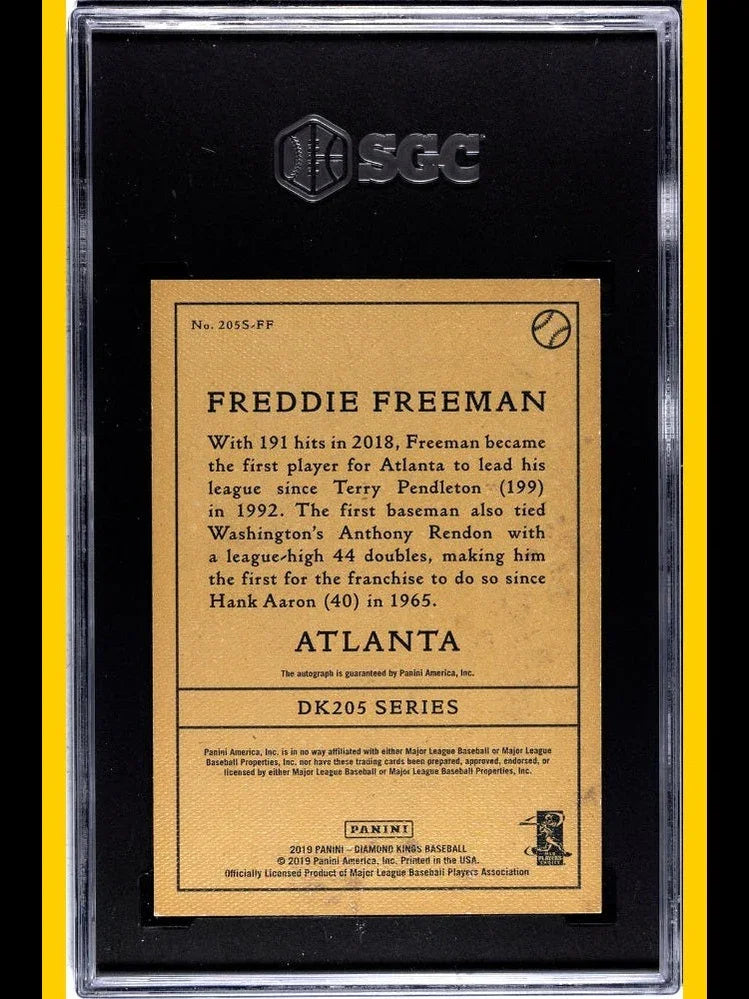 SGC
No. 205S-FF
FREDDIE FREEMAN
With 191 hits in 2018, Freeman became
the first player for Atlanta to lead his
league since Terry Pendleton (199)
in 1992. The first baseman also tied
Washington's Anthony Rendon with
a league-high 44 doubles, making him
the first for the franchise to do so since
Hank Aaron (40) in 1965.
ATLANTA
The autograph is guaranteed by Panini America, Inc.
DK205 SERIES
Panini America, Inc. is in no way affiliated with either Major League Baseball or Major League
Baseball Properties, Inc. nor have these trading cards been prepared, approved, endorsed, or
licensed by either Major League Baseball or Major League Baseball Properties, Inc.
PANINI
2019 PANINI – DIAMOND KINGS BASEBALL
© 2019 Panini America, Inc. Printed in the USA.
Officially Licensed Product of Major League Baseball Players Association
PLAYERS